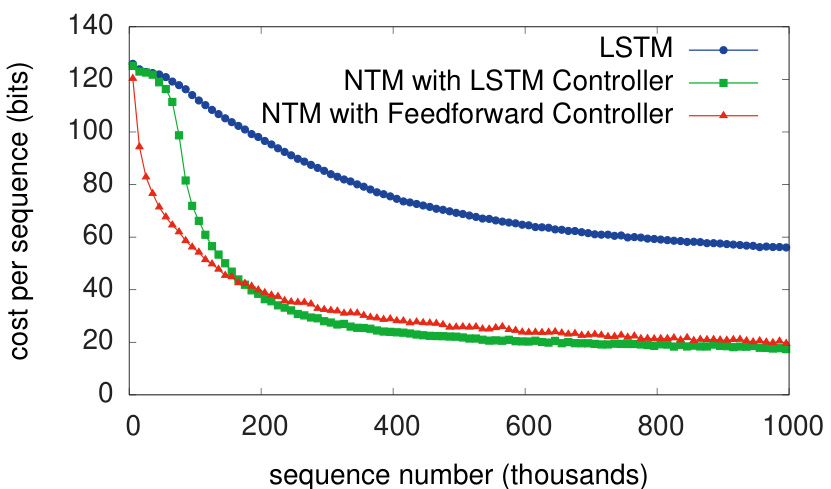 140
120
100
80
60
40
20
0
cost per sequence (bits)
LSTM
NTM with LSTM Controller
NTM with Feedforward Controller
0 200 400 600 800 1000
sequence number (thousands)